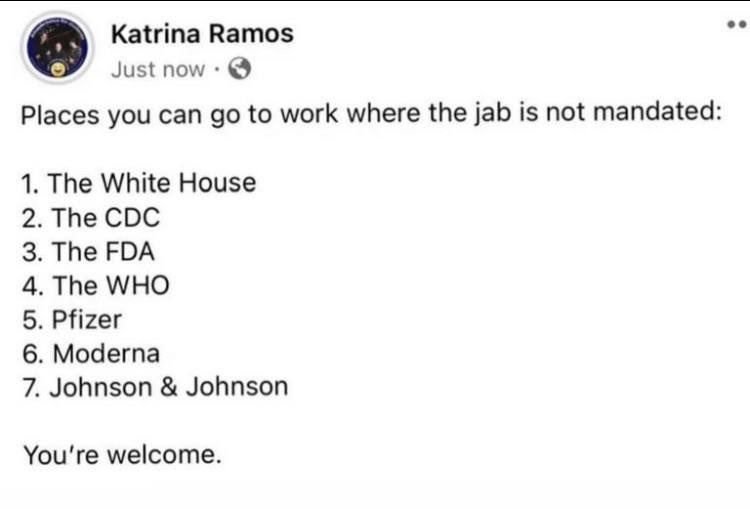 Katrina Ramos
Just now ·
Places you can go to work where the jab is not mandated:
1. The White House
2. The CDC
3. The FDA
4. The WHO
5. Pfizer
6. Moderna
7. Johnson & Johnson
You're welcome.